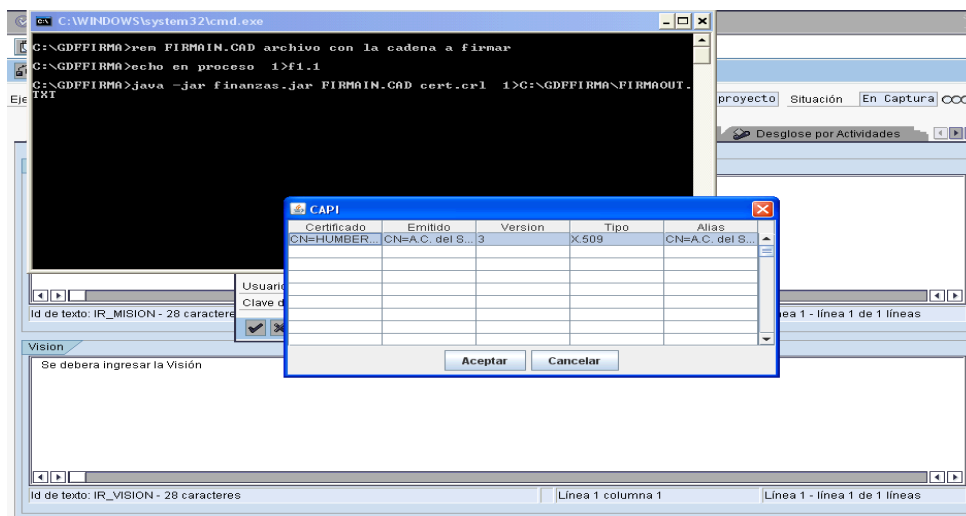 C:\WINDOWS\system32\cmd.exe
C:\GDFFIRMA>rem FIRMAIN.CAD archivo con la cadena a firmar
C:\GDFFIRMA>echo en proceso 1>f1.1
C:\GDFFIRMA>java -jar finanzas.jar FIRMAIN.CAD cert.crl 1>C:\GDFFIRMA\FIRMAOUT.
TXT
Eje
proyecto Situación En Captura
Desglose por Actividades
CAPI
Certificado Emitido Version Tipo Alias
CN=HUMBER... CN=A.C. del S... 3 X.509 CN=A.C. del S...
Usuario
Clave d
Id de texto: IR_MISION - 28 caractere
ea 1 - línea 1 de 1 líneas
Aceptar Cancelar
Vision
Se debera ingresar la Visión
Id de texto: IR_VISION - 28 caracteres Línea 1 columna 1 Línea 1 - línea 1 de 1 líneas